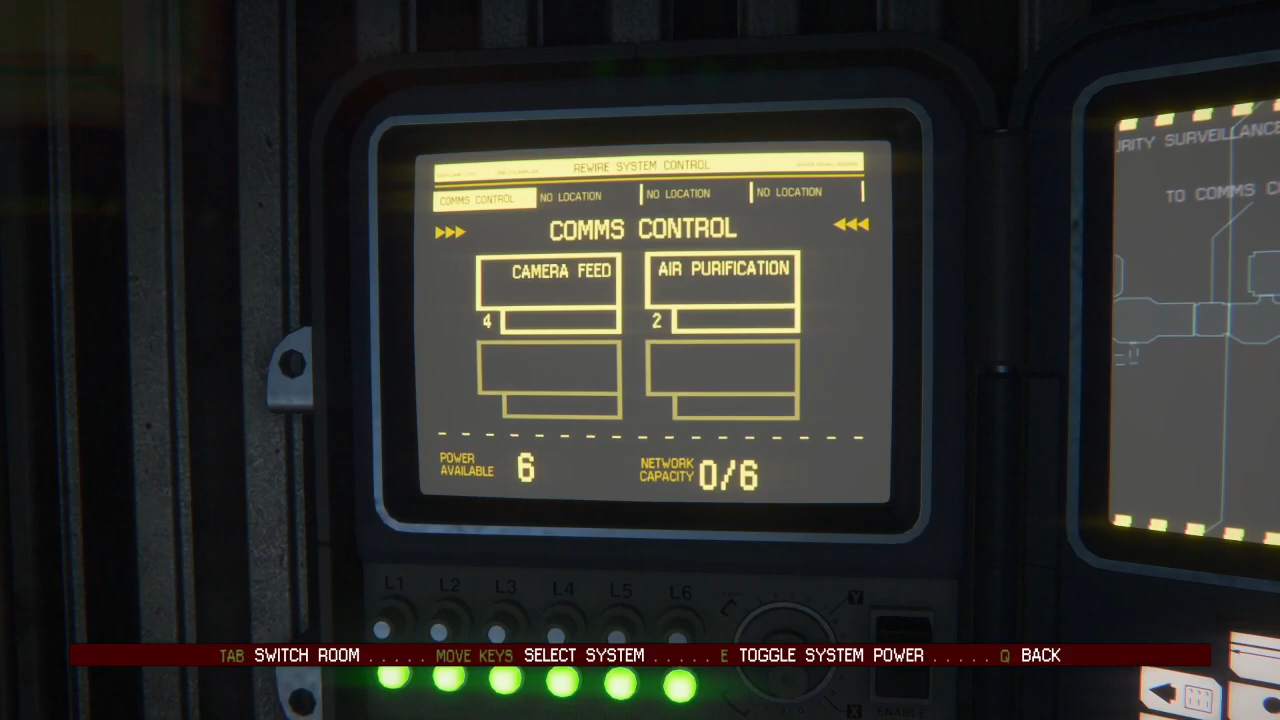 REWIRE SYSTEM CONTROL
COMMS CONTROL NO LOCATION NO LOCATION NO LOCATION
COMMS CONTROL
CAMERA FEED AIR PURIFICATION
4 2
POWER AVAILABLE 6 NETWORK CAPACITY 0/6
RITY SURVEILLANCE
TO COMMS C
L1 L2 L3 L4 L5 L6
Y
TAB SWITCH ROOM ..... MOVE KEYS SELECT SYSTEM ..... E TOGGLE SYSTEM POWER ..... Q BACK
X ENABLE